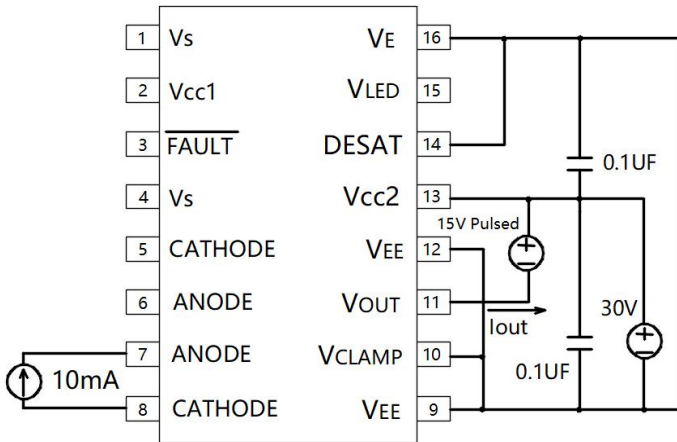 1 Vs VE 16
2 Vcc1 VLED 15
3 FAULT DESAT 14
0.1UF
4 Vs Vcc2 13
15V Pulsed
5 CATHODE VEE 12
6 ANODE VOUT 11
30V
Iout
7 ANODE VCLAMP 10
10mA
0.1UF
8 CATHODE VEE 9